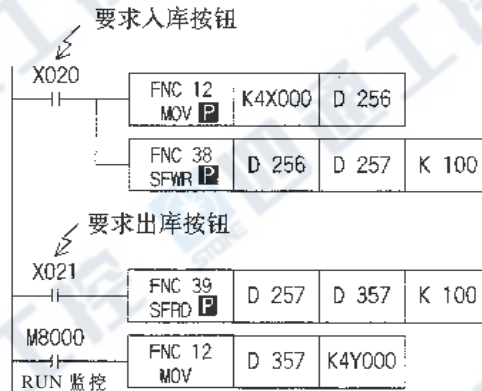 要求入库按钮
X020
FNC 12
MOV P K4X000 D 256
FNC 38
SFWR P D 256 D 257 K 100
要求出库按钮
X021
FNC 39
SFRD P D 257 D 357 K 100
M8000
FNC 12
MOV D 357 K4Y000
RUN 监控